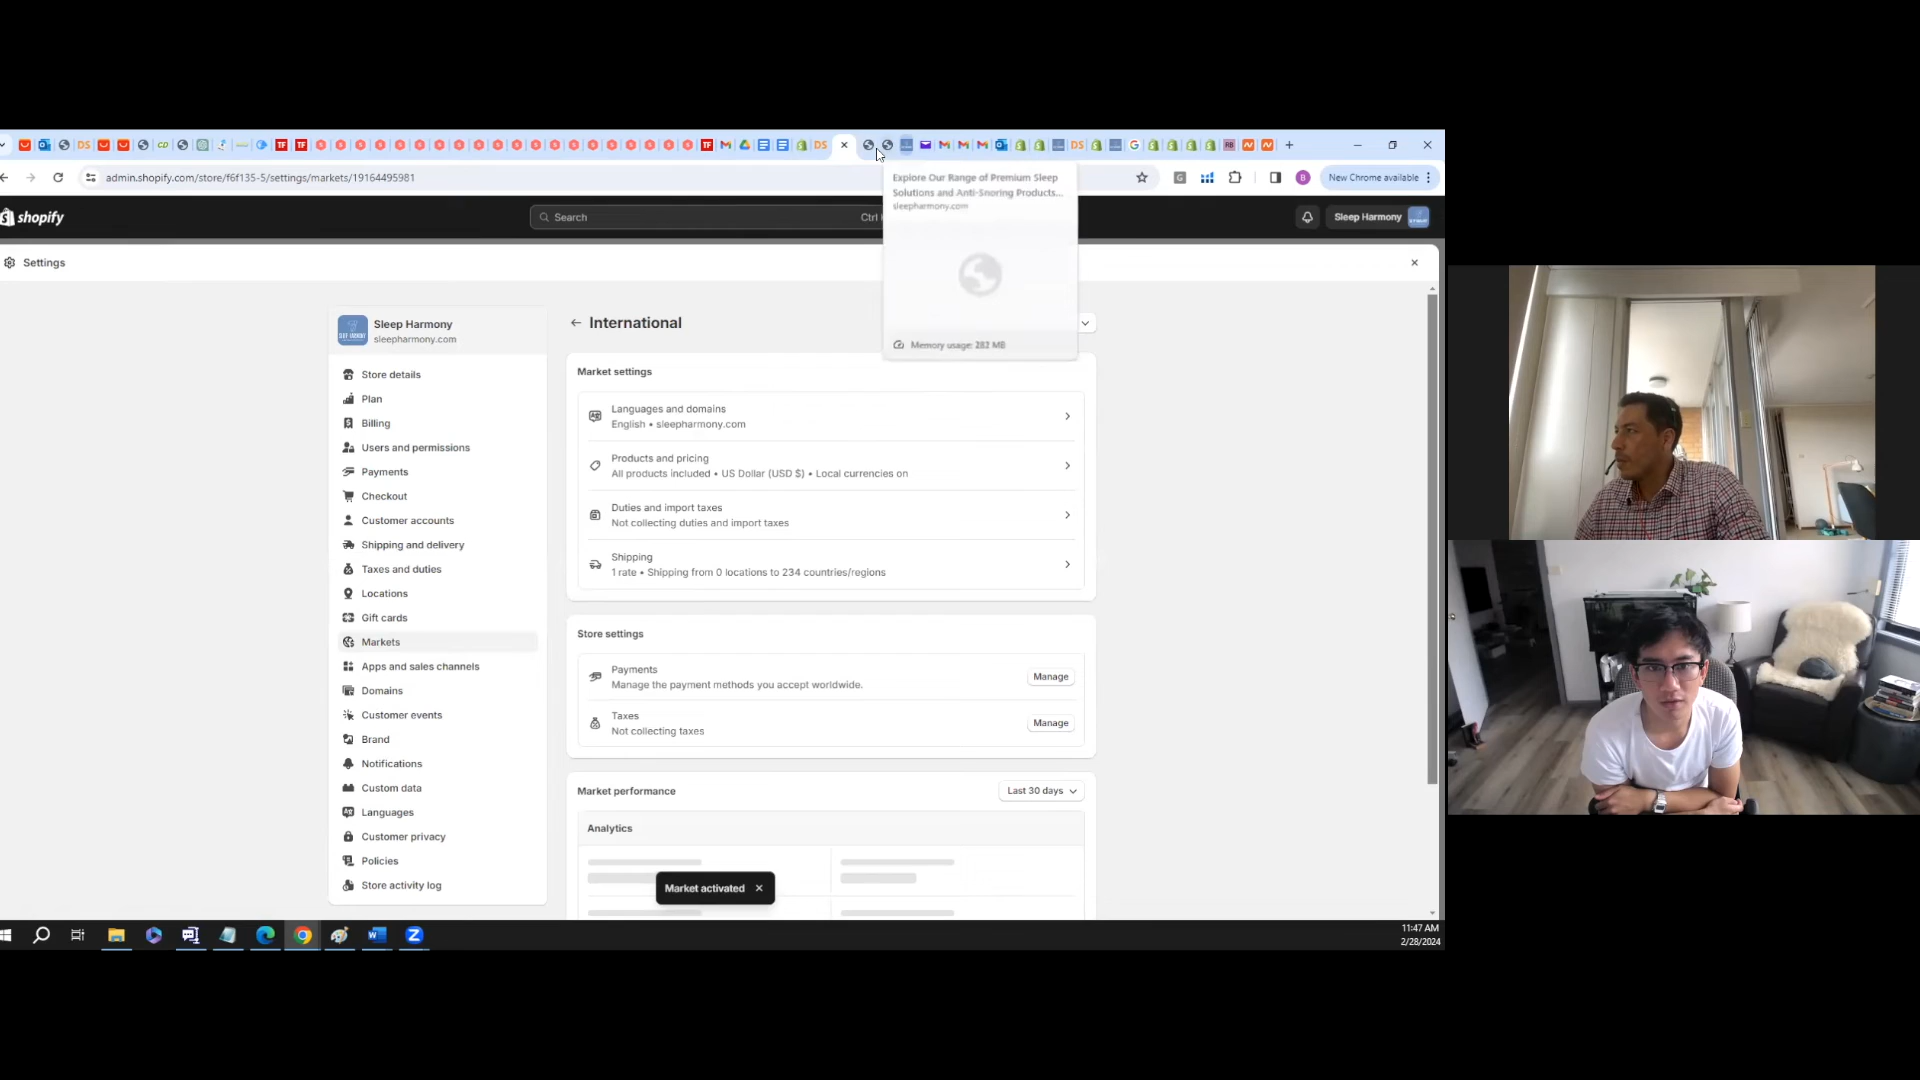 admin.shopify.com/store/f6f135-5/settings/markets/19164495981
New Chrome available
shopify
Search
Ctrl
Sleep Harmony
Explore Our Range of Premium Sleep
Solutions and Anti-Snoring Products...
sleepharmony.com
Memory usage: 282 MB
Settings
Sleep Harmony
sleepharmony.com
Store details
Plan
Billing
Users and permissions
Payments
Checkout
Customer accounts
Shipping and delivery
Taxes and duties
Locations
Gift cards
Markets
Apps and sales channels
Domains
Customer events
Brand
Notifications
Custom data
Languages
Customer privacy
Policies
Store activity log
International
Market settings
Languages and domains
English • sleepharmony.com
Products and pricing
All products included • US Dollar (USD $) • Local currencies on
Duties and import taxes
Not collecting duties and import taxes
Shipping
1 rate • Shipping from 0 locations to 234 countries/regions
Store settings
Payments
Manage the payment methods you accept worldwide.
Manage
Taxes
Not collecting taxes
Manage
Market performance
Last 30 days
Analytics
Market activated
11:47 AM
2/28/2024